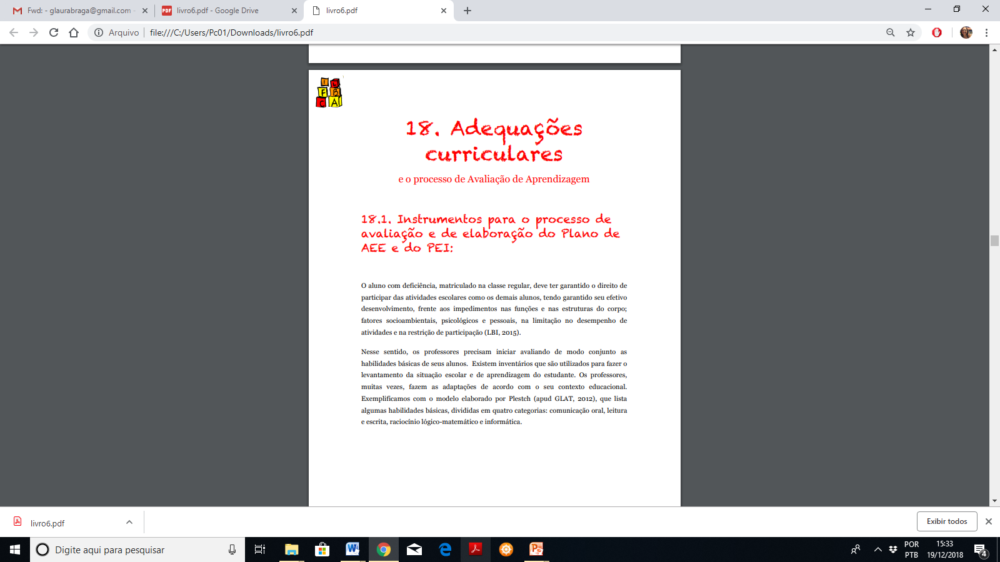 Fwd: - glaurabraga@gmail.com -
livro6.pdf - Google Drive
livro6.pdf
Arquivo
file:///C:/Users/Pc01/Downloads/livro6.pdf
I L
F B
C A
18. Adequações
curriculares
e o processo de Avaliação de Aprendizagem
18.1. Instrumentos para o processo de
avaliação e de elaboração do Plano de
AEE e do PEI:
O aluno com deficiência, matriculado na classe regular, deve ter garantido o direito de
participar das atividades escolares como os demais alunos, tendo garantido seu efetivo
desenvolvimento, frente aos impedimentos nas funções e nas estruturas do corpo;
fatores socioambientais, psicológicos e pessoais, na limitação no desempenho de
atividades e na restrição de participação (LBI, 2015).
Nesse sentido, os professores precisam iniciar avaliando de modo conjunto as
habilidades básicas de seus alunos. Existem inventários que são utilizados para fazer o
levantamento da situação escolar e de aprendizagem do estudante. Os professores,
muitas vezes, fazem as adaptações de acordo com o seu contexto educacional.
Exemplificamos com o modelo elaborado por Plestch (apud GLAT, 2012), que lista
algumas habilidades básicas, divididas em quatro categorias: comunicação oral, leitura
e escrita, raciocínio lógico-matemático e informática.
livro6.pdf
Exibir todos
Digite aqui para pesquisar
POR
PTB
15:33
19/12/2018
4